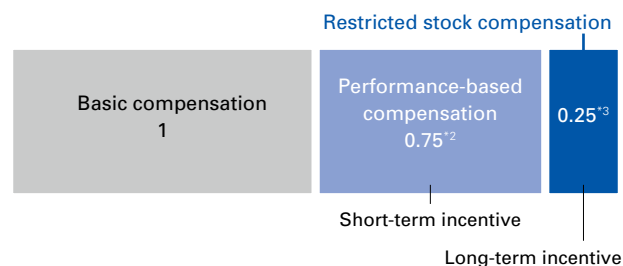 Restricted stock compensation
Basic compensation
1
Performance-based
compensation
0.75*2
0.25*3
Short-term incentive
Long-term incentive